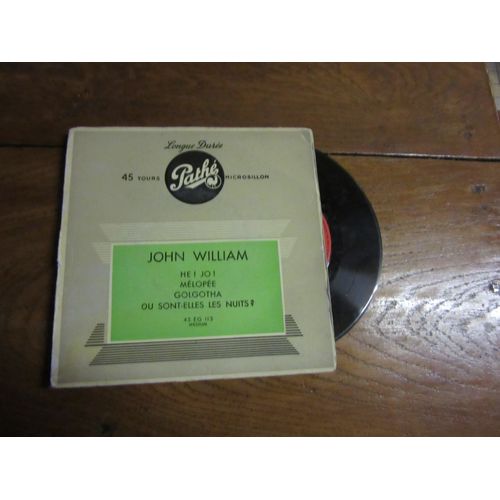 Longue Durée
Pathé
45 TOURS MICROSILLON
JOHN WILLIAM
HE! JO!
MÉLOPÉE
GOLGOTHA
OU SONT-ELLES LES NUITS?
45 EG 113
MEDIUM